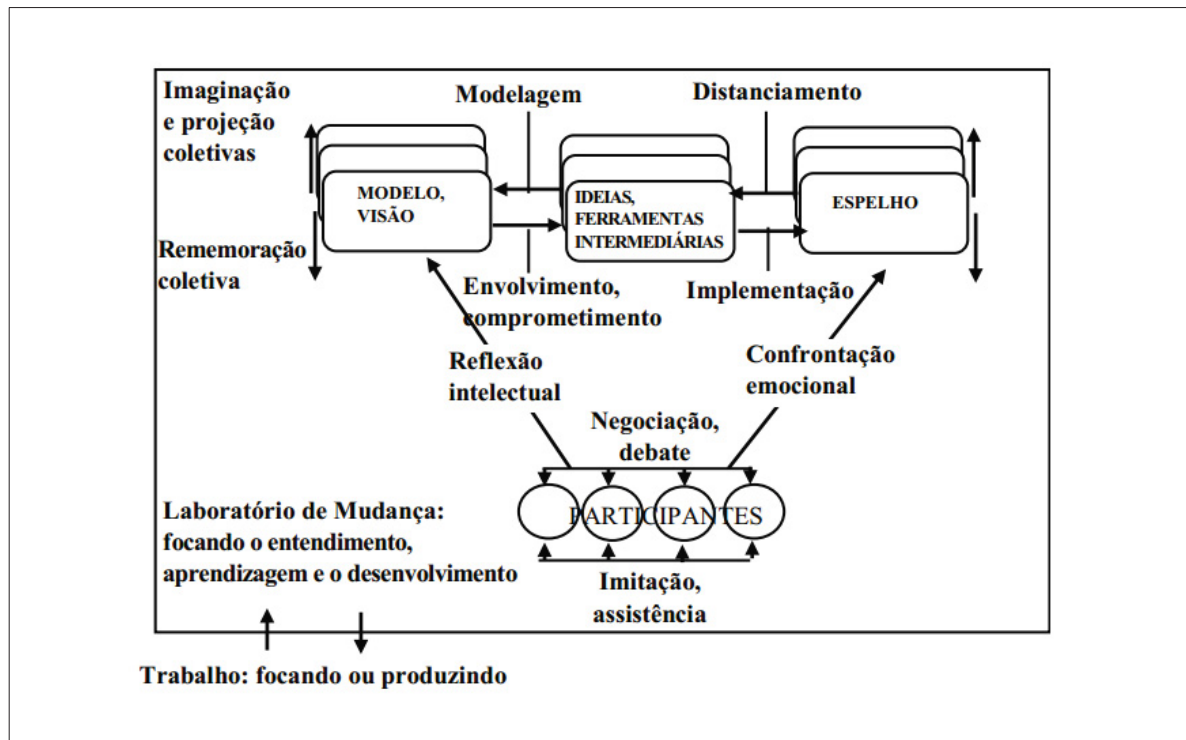 Imaginação
e projeção
coletivas
Modelagem
Distanciamento
MODELO,
VISÃO
IDEIAS,
FERRAMENTAS
INTERMEDIÁRIAS
ESPELHO
Rememoração
coletiva
Envolvimento,
comprometimento
Implementação
Reflexão
intelectual
Confrontação
emocional
Negociação,
debate
PARTICIPANTES
Laboratório de Mudança:
focando o entendimento,
aprendizagem e o desenvolvimento
Imitação,
assistência
Trabalho: focando ou produzindo